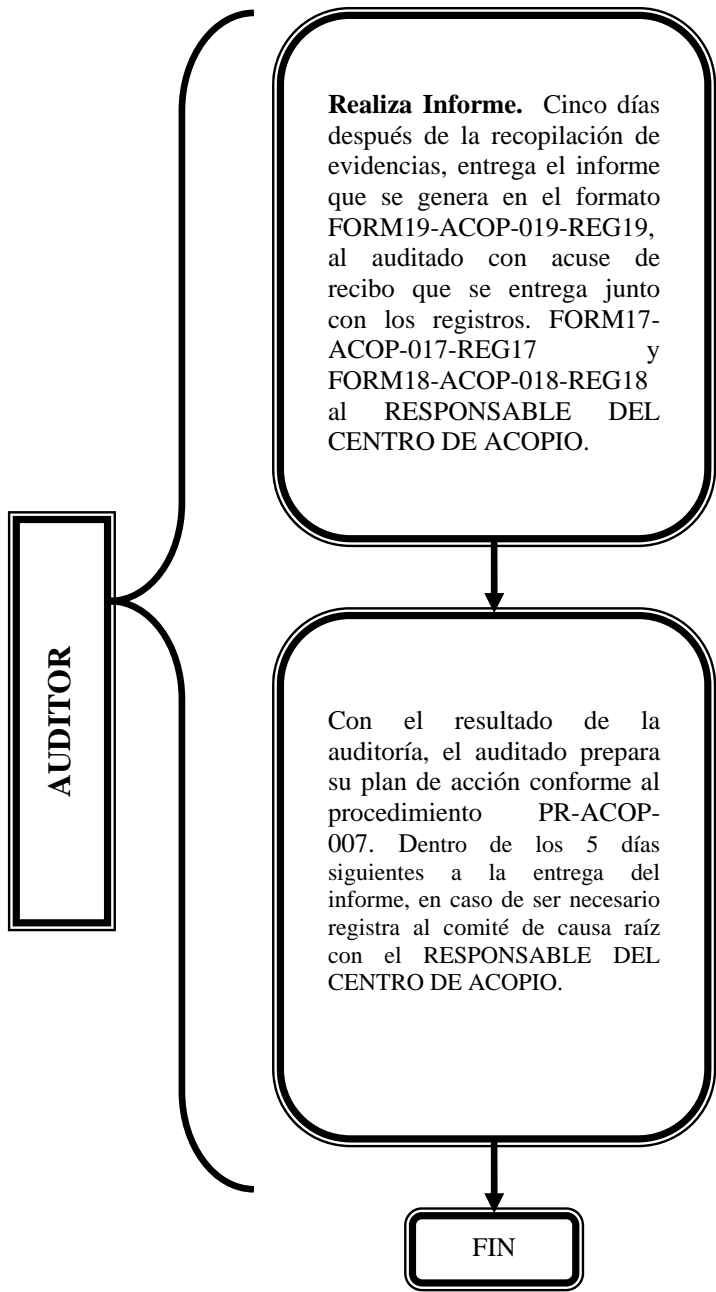 Realiza Informe. Cinco días
después de la recopilación de
evidencias, entrega el informe
que se genera en el formato
FORM19-ACOP-019-REG19,
al auditado con acuse de
recibo que se entrega junto
con los registros. FORM17-
ACOP-017-REG17 y
FORM18-ACOP-018-REG18
al RESPONSABLE DEL
CENTRO DE ACOPIO.
AUDITOR
Con el resultado de la
auditoría, el auditado prepara
su plan de acción conforme al
procedimiento PR-ACOP-
007. Dentro de los 5 días
siguientes a la entrega del
informe, en caso de ser necesario
registra al comité de causa raíz
con el RESPONSABLE DEL
CENTRO DE ACOPIO.
FIN